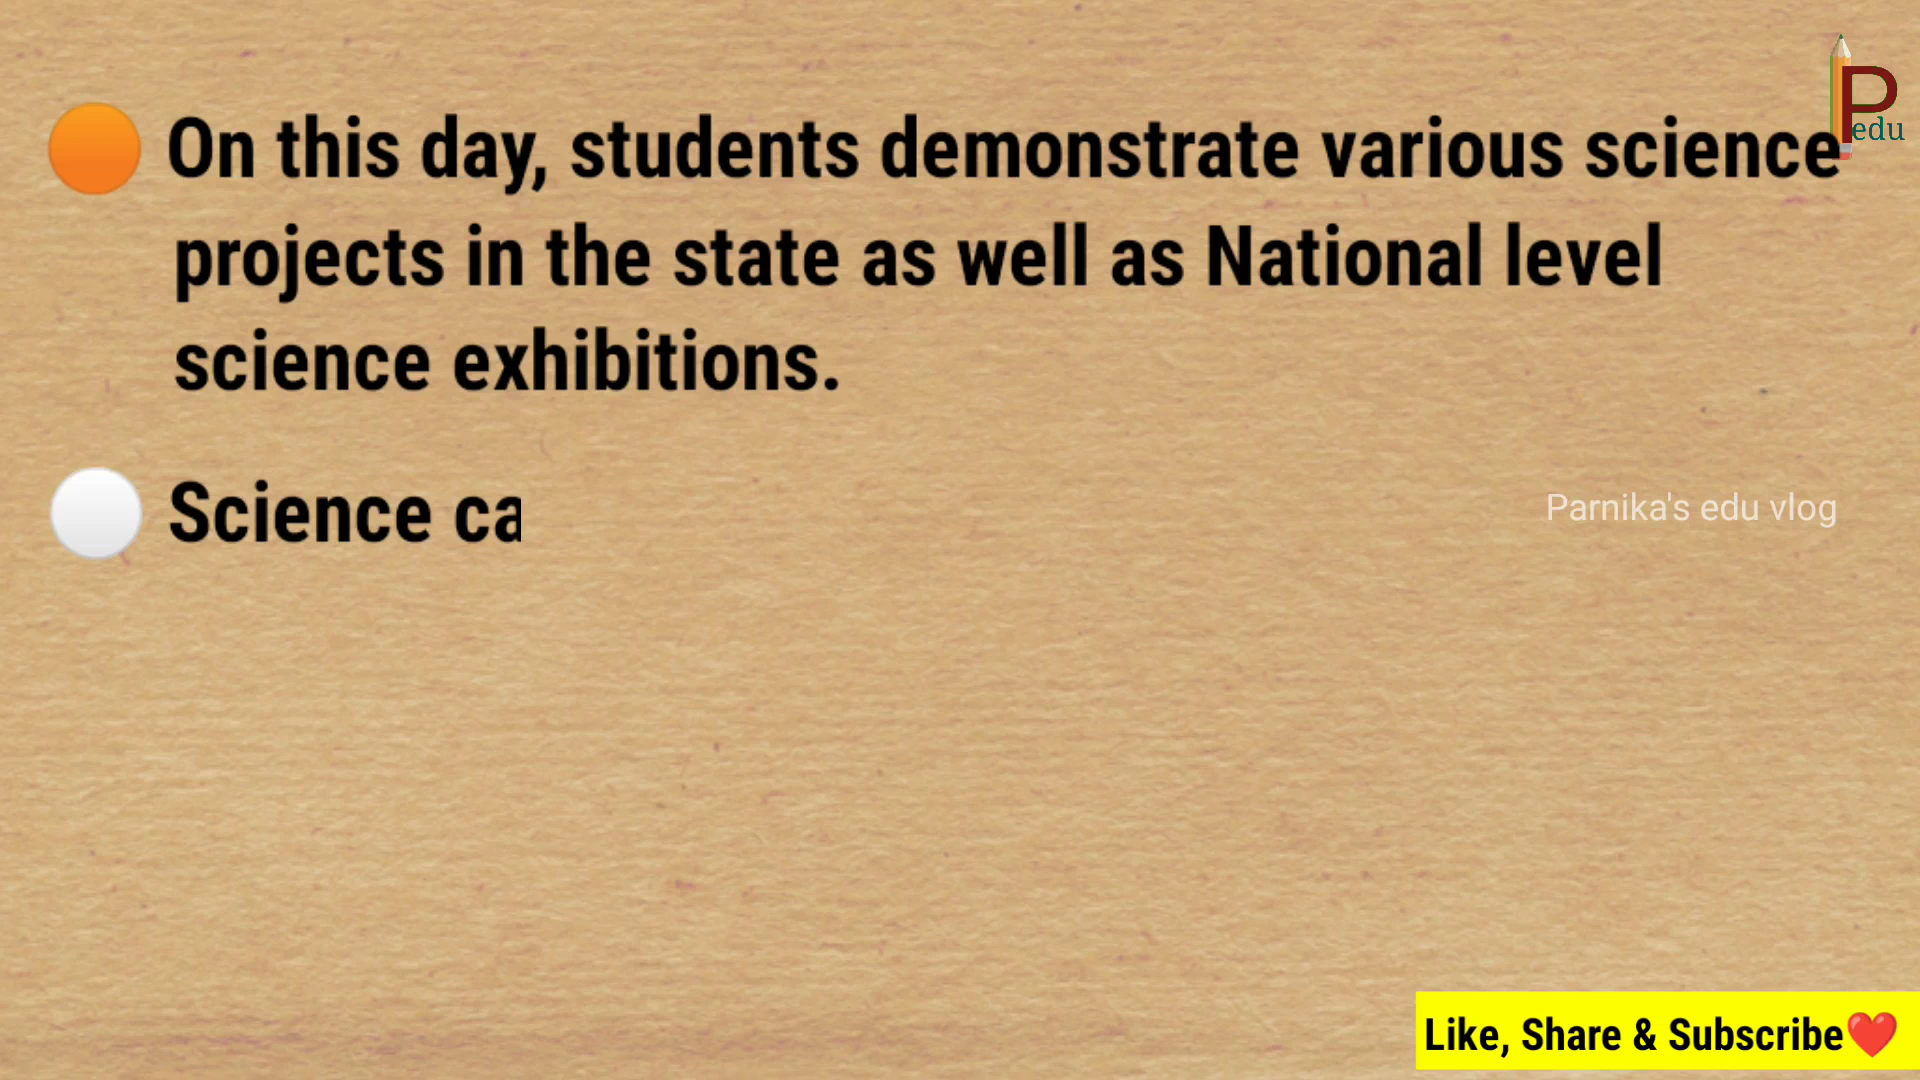 P
edu
On this day, students demonstrate various science
projects in the state as well as National level
science exhibitions.
Science ca
Parnika's edu vlog
Like, Share & Subscribe❤️